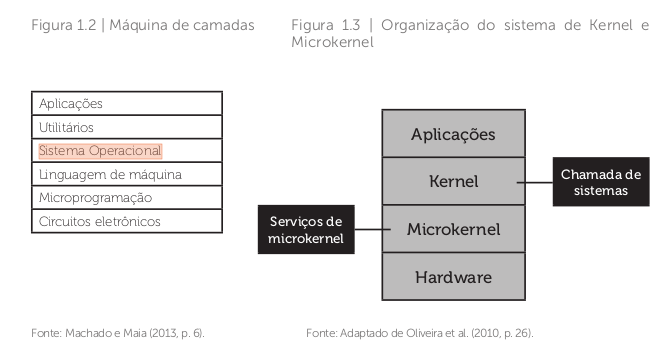 Figura 1.2 | Máquina de camadas
Aplicações
Utilitários
Sistema Operacional
Linguagem de máquina
Microprogramação
Circuitos eletrônicos
Fonte: Machado e Maia (2013, p. 6).
Figura 1.3 | Organização do sistema de Kernel e
Microkernel
Aplicações
Kernel
Chamada de
sistemas
Serviços de
microkernel
Microkernel
Hardware
Fonte: Adaptado de Oliveira et al. (2010, p. 26).